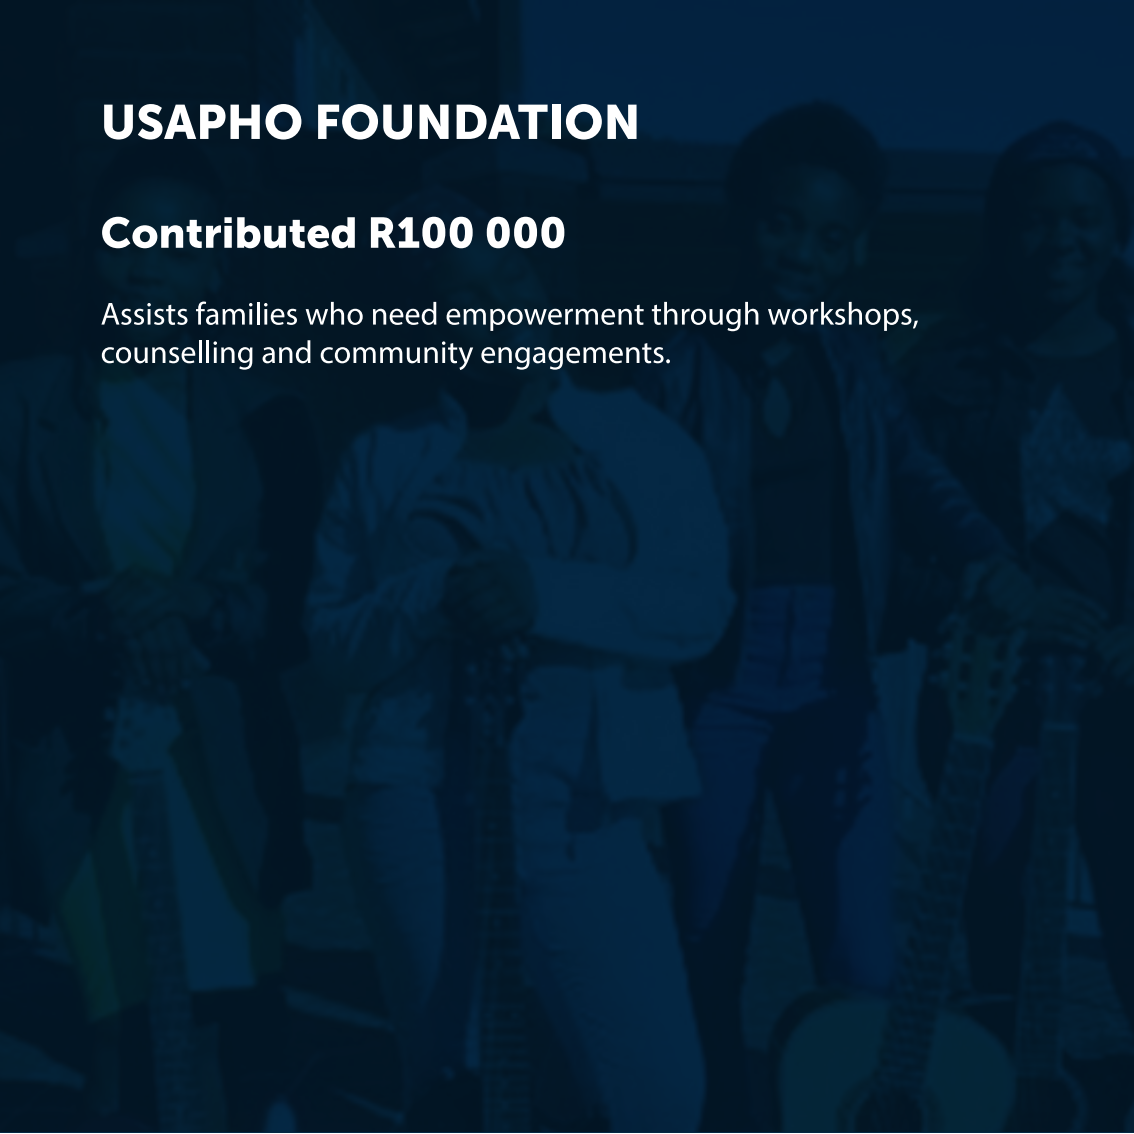 USAPHO FOUNDATION
Contributed R100 000
Assists families who need empowerment through workshops,
counselling and community engagements.